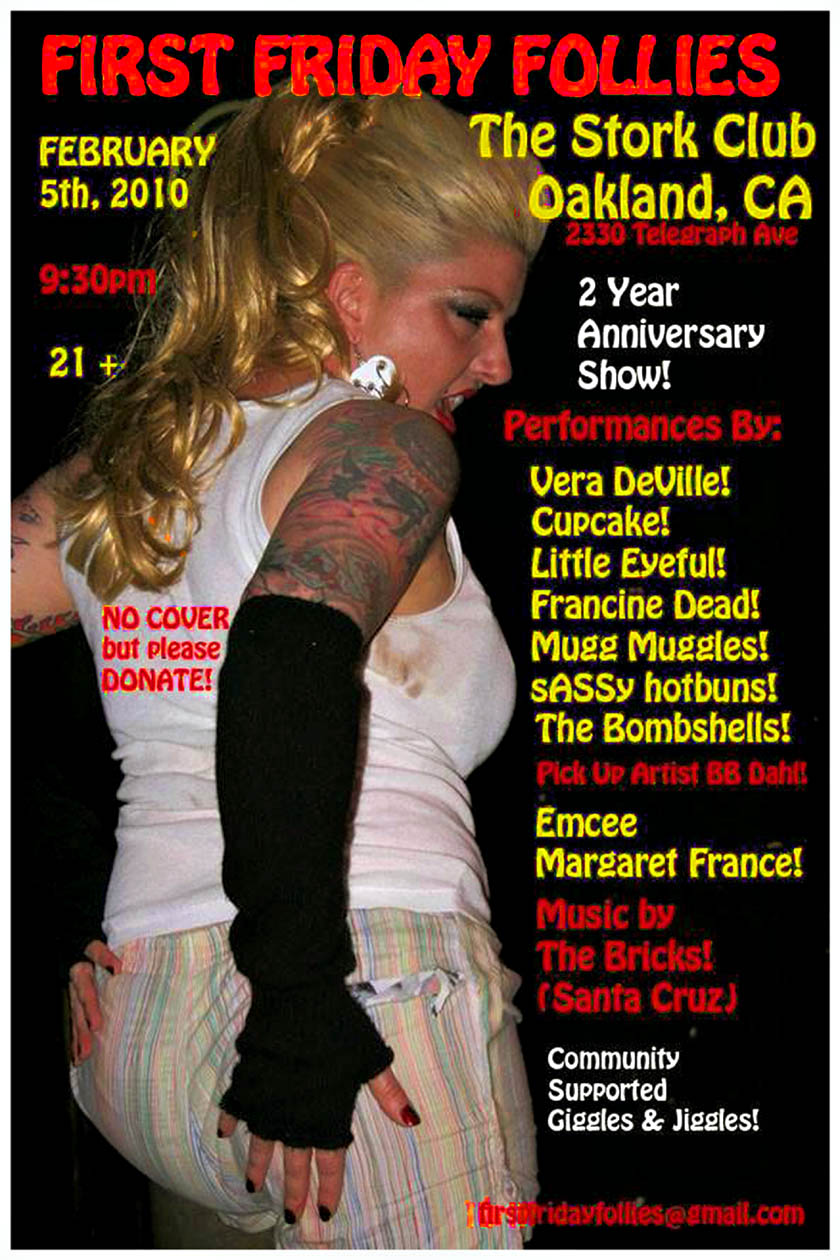 FIRST FRIDAY FOLLIES
FEBRUARY
5th, 2010
9:30pm
21 +
The Stork Club
Oakland, CA
2330 Telegraph Ave
2 Year
Anniversary
Show!
Performances By:
Vera DeVille!
Cupcake!
Little Eyeful!
Francine Dead!
Mugg Muggles!
sASSy hotbuns!
The Bombshells!
Pick Up Artist BB Dahl!
NO COVER
but please
DONATE!
Emcee
Margaret France!
Music by
The Bricks!
(Santa Cruz)
Community
Supported
Giggles & Jiggles!
firstfridayfollies@gmail.com